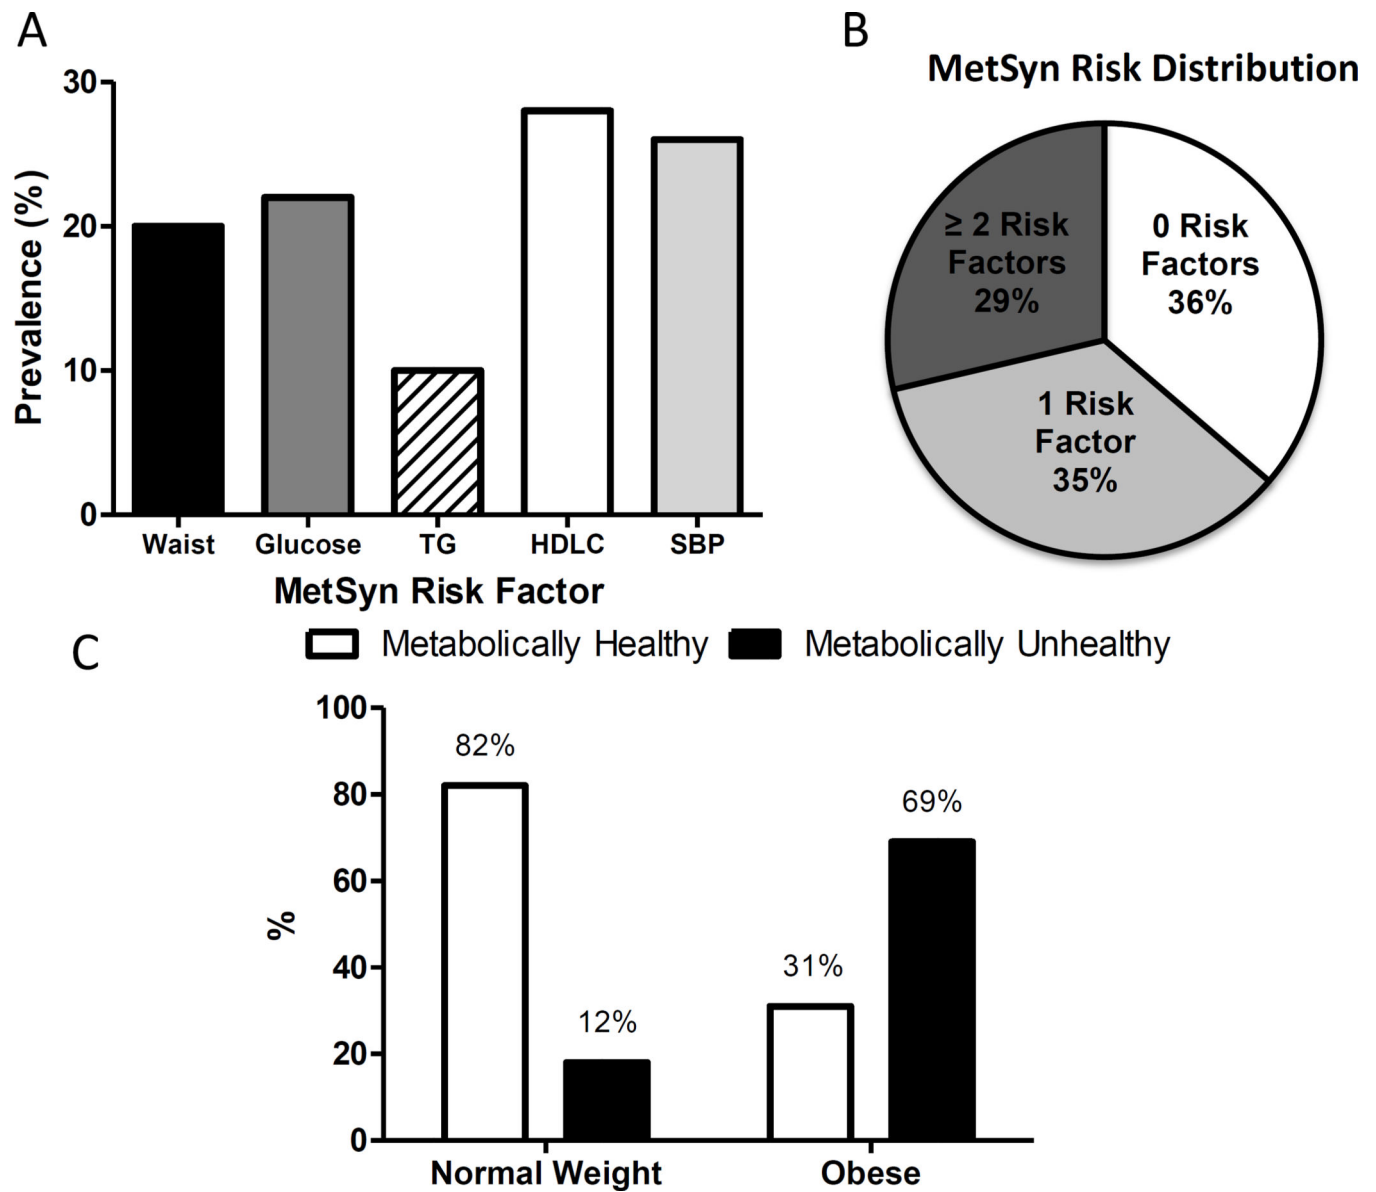 A
30
20
10
0
Prevalence (%)
Waist Glucose TG HDLC SBP
MetSyn Risk Factor
B
MetSyn Risk Distribution
≥ 2 Risk
Factors
29%
0 Risk
Factors
36%
1 Risk
Factor
35%
C
Metabolically Healthy Metabolically Unhealthy
100
80
60
40
20
0
%
82%
12%
31%
69%
Normal Weight Obese